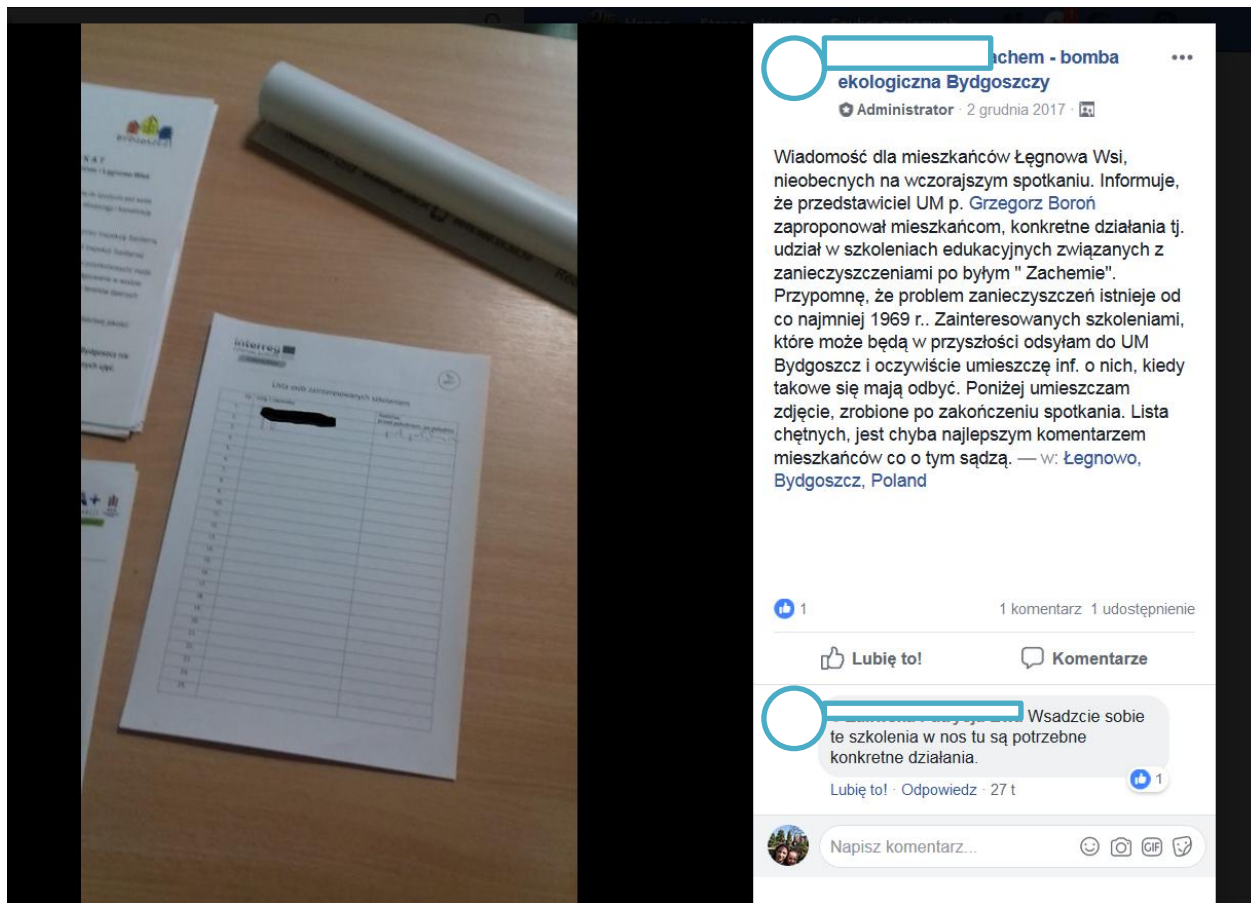 BYDGOSZCZ
interreg
Lista osób zainteresowanych szkoleniem
achem - bomba
ekologiczna Bydgoszczy
Administrator · 2 grudnia 2017 ·
Wiadomość dla mieszkańców Łęgnowa Wsi,
nieobecnych na wczorajszym spotkaniu. Informuje,
że przedstawiciel UM p. Grzegorz Boroń
zaproponował mieszkańcom, konkretne działania tj.
udział w szkoleniach edukacyjnych związanych z
zanieczyszczeniami po byłym " Zachemie".
Przypomnę, że problem zanieczyszczeń istnieje od
co najmniej 1969 r.. Zainteresowanych szkoleniami,
które może będą w przyszłości odsyłam do UM
Bydgoszcz i oczywiście umieszczę inf. o nich, kiedy
takowe się mają odbyć. Poniżej umieszczam
zdjęcie, zrobione po zakończeniu spotkania. Lista
chętnych, jest chyba najlepszym komentarzem
mieszkańców co o tym sądzą. — w: Łęgnowo,
Bydgoszcz, Poland
1
1 komentarz 1 udostępnienie
Lubię to! Komentarze
Wsadzcie sobie
te szkolenia w nos tu są potrzebne
konkretne działania.
1
Lubię to! · Odpowiedz · 27 t
Napisz komentarz...
GIF